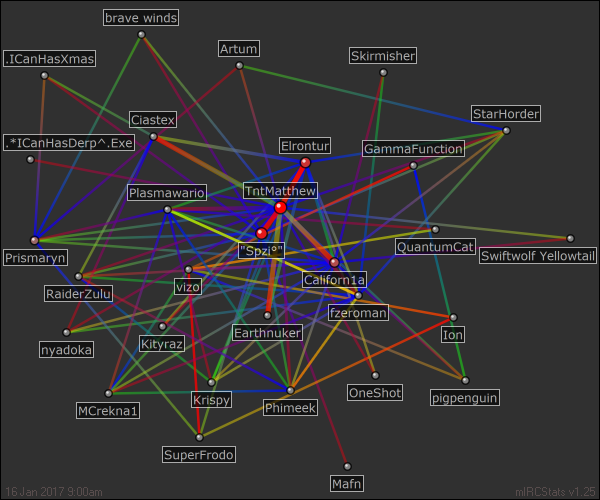 brave winds
Artum
Skirmisher
.ICanHasXmas
StarHorder
Ciastex
.*ICanHasDerp^.Exe
Elrontur
GammaFunction
TntMatthew
Plasmawario
Prismaryn
"Spzi°"
QuantumCat
Swiftwolf Yellowtail
RaiderZulu
vizo
Californ1a
fzeroman
nyadoka
Kityraz
Earthnuker
Ion
MCrekna1
Krispy
Phimeek
OneShot
pigpenguin
SuperFrodo
Mafn
16 Jan 2017 9:00am
mIRCStats v1.25